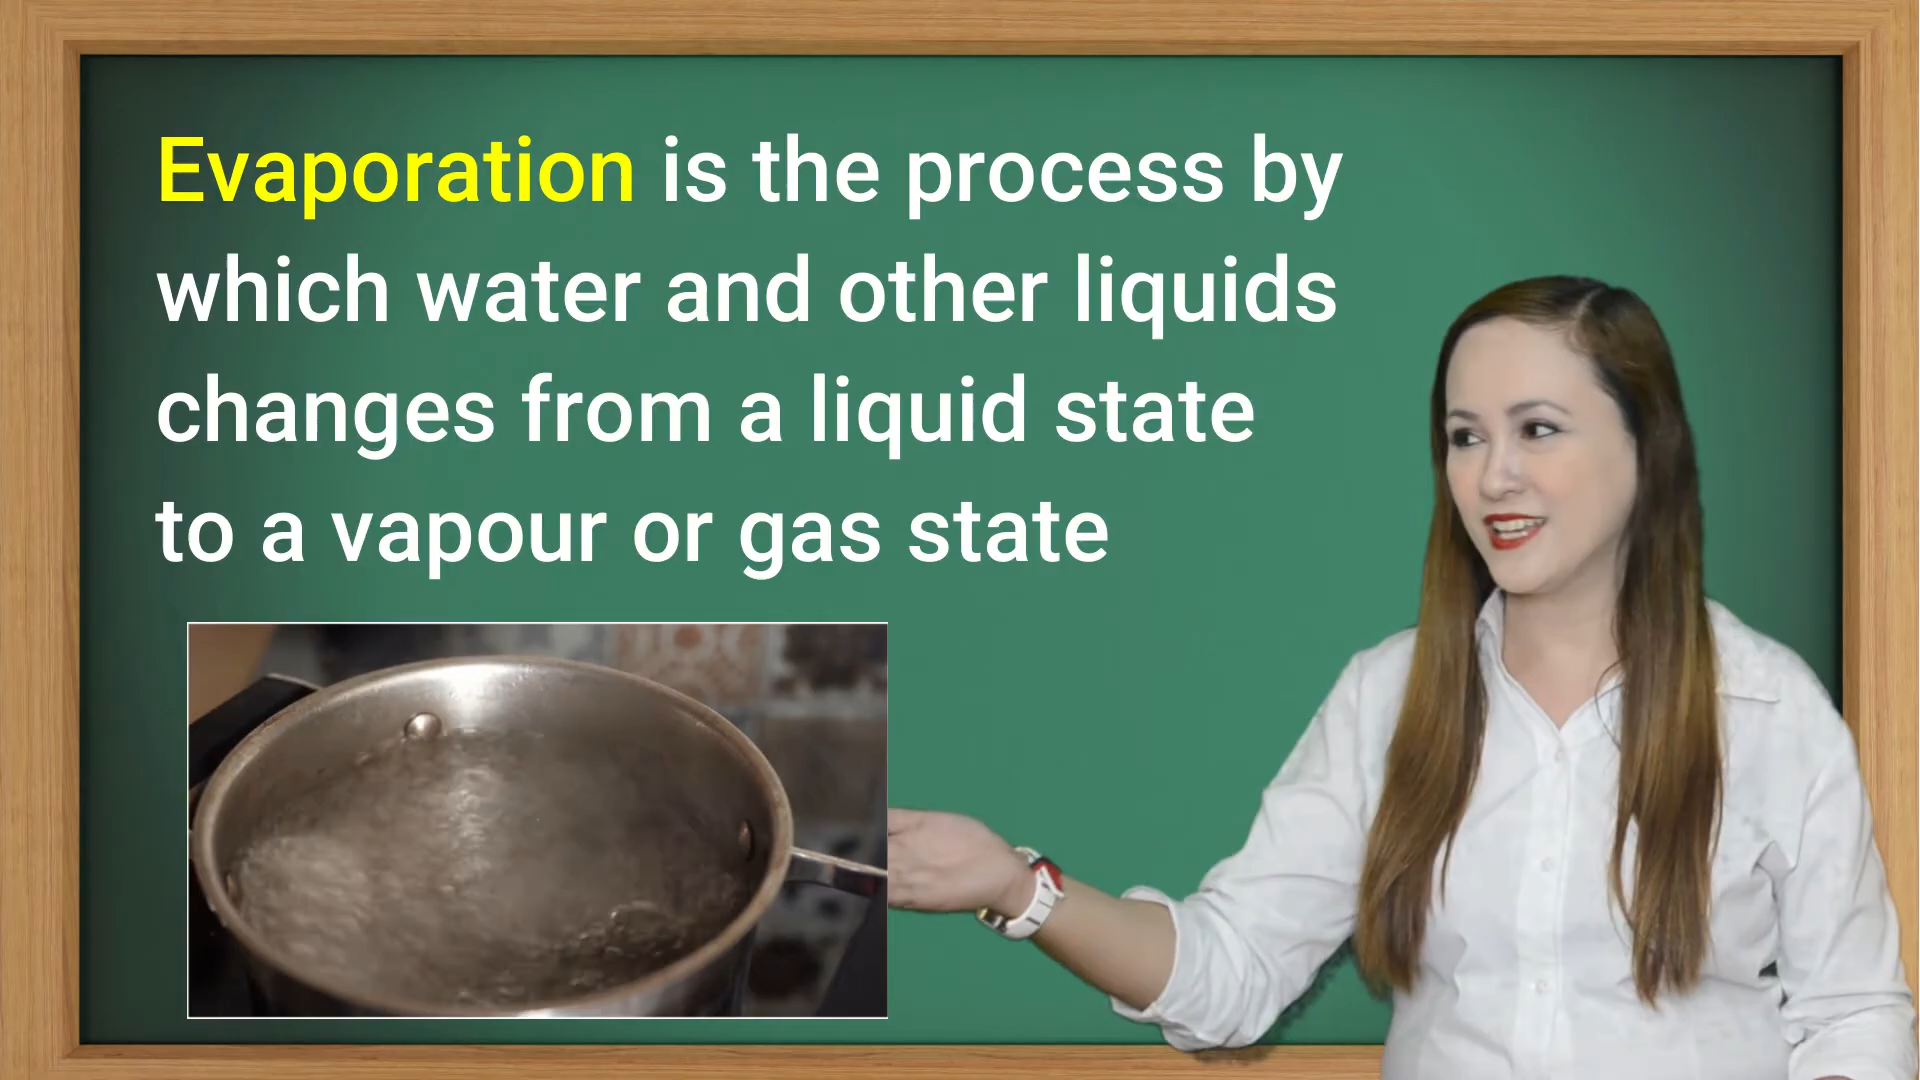 Evaporation is the process by
which water and other liquids
changes from a liquid state
to a vapour or gas state